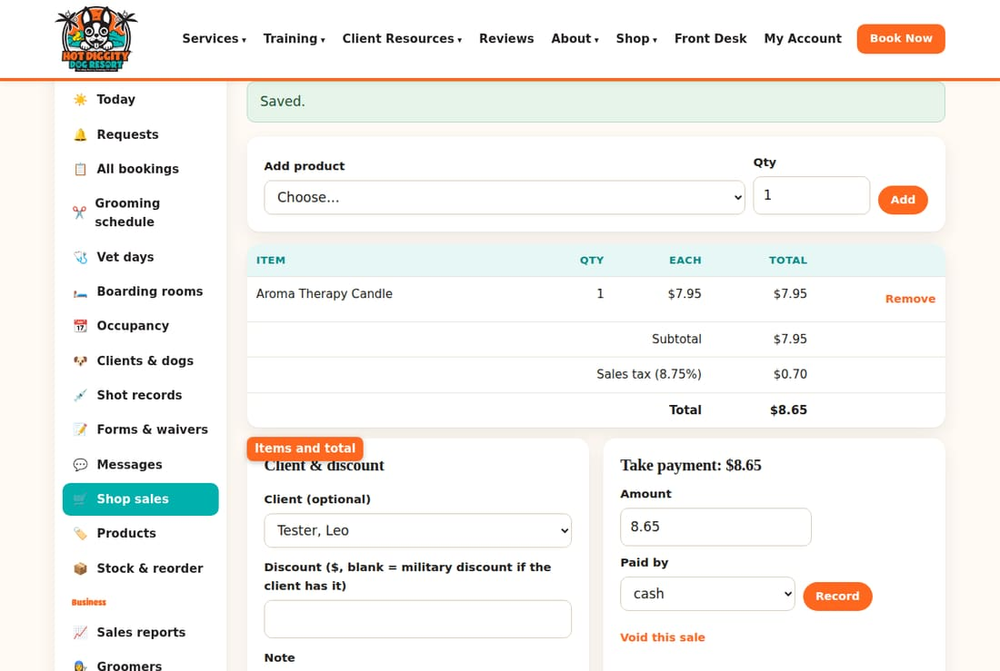 HOT DIGGITY
DOG RESORT
Services ▾
Training ▾
Client Resources ▾
Reviews
About ▾
Shop ▾
Front Desk
My Account
Book Now
Today
Requests
All bookings
Grooming
schedule
Vet days
Boarding rooms
Occupancy
Clients & dogs
Shot records
Forms & waivers
Messages
Shop sales
Products
Stock & reorder
Business
Sales reports
Groomers
Saved.
Add product
Qty
Choose...
1
Add
ITEM QTY EACH TOTAL
Aroma Therapy Candle 1 $7.95 $7.95 Remove
Subtotal $7.95
Sales tax (8.75%) $0.70
Total $8.65
Items and total
Client & discount
Client (optional)
Tester, Leo
Discount ($, blank = military discount if the
client has it)
Note
Take payment: $8.65
Amount
8.65
Paid by
cash
Record
Void this sale